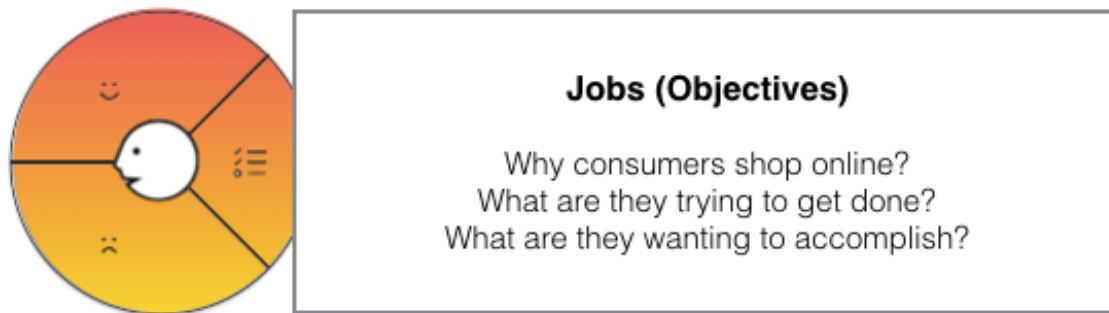 Jobs (Objectives)
Why consumers shop online?
What are they trying to get done?
What are they wanting to accomplish?